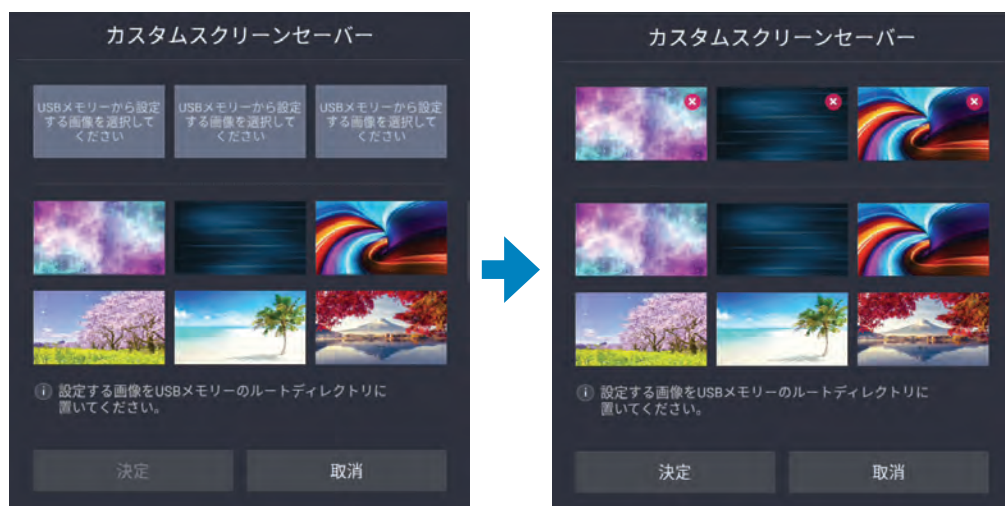 カスタムスクリーンセーバー
USBメモリーから設定
する画像を選択して
ください
USBメモリーから設定
する画像を選択して
ください
USBメモリーから設定
する画像を選択して
ください
設定する画像をUSBメモリーのルートディレクトリに
置いてください。
決定
取消
カスタムスクリーンセーバー
設定する画像をUSBメモリーのルートディレクトリに
置いてください。
決定
取消